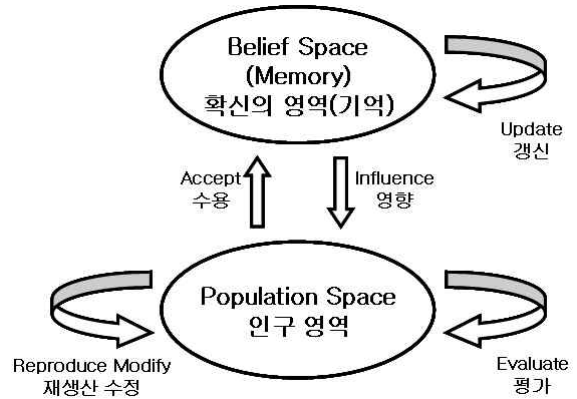 Belief Space
(Memory)
확신의 영역(기억)
Update
갱신
Accept
수용
Influence
영향
Population Space
인구 영역
Reproduce Modify
재생산 수정
Evaluate
평가